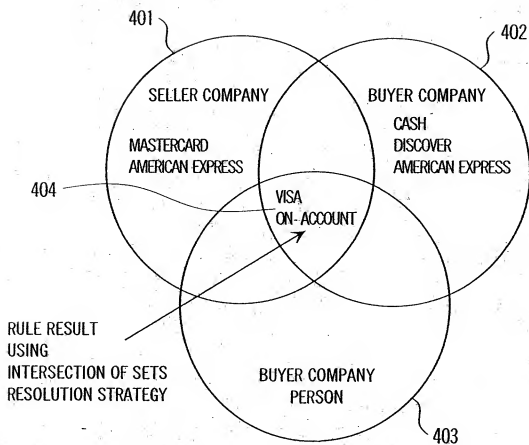 401
402
SELLER COMPANY
BUYER COMPANY
MASTERCARD
AMERICAN EXPRESS
CASH
DISCOVER
AMERICAN EXPRESS
404
VISA
ON-ACCOUNT
RULE RESULT
USING
INTERSECTION OF SETS
RESOLUTION STRATEGY
BUYER COMPANY
PERSON
403